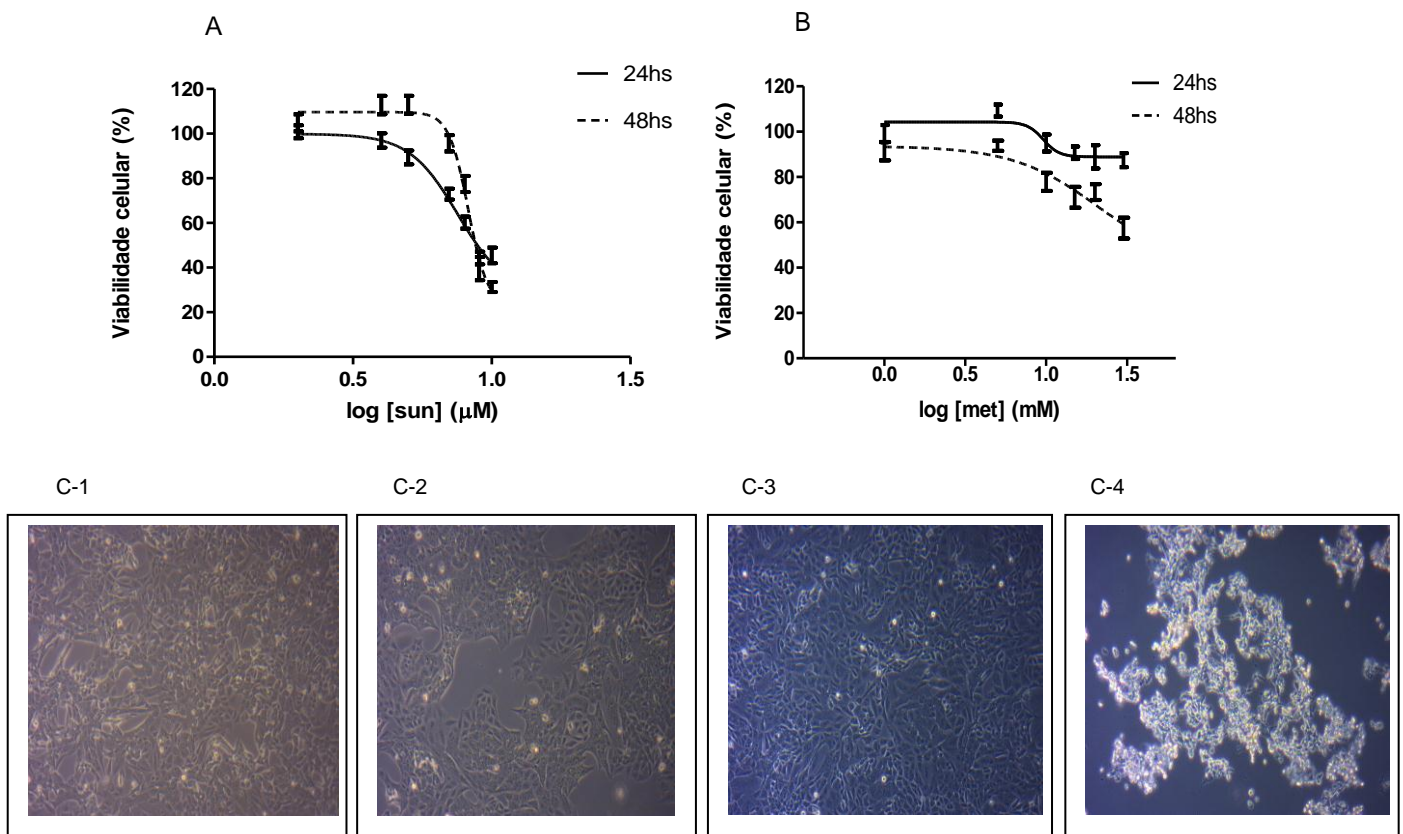 A
120
100
80
60
40
20
0
Viabilidade celular (%)
0.0 0.5 1.0 1.5
log [sun] (μM)
24hs
48hs
B
120
100
80
60
40
20
0
Viabilidade celular (%)
0.0 0.5 1.0 1.5
log [met] (mM)
24hs
48hs
C-1
C-2
C-3
C-4